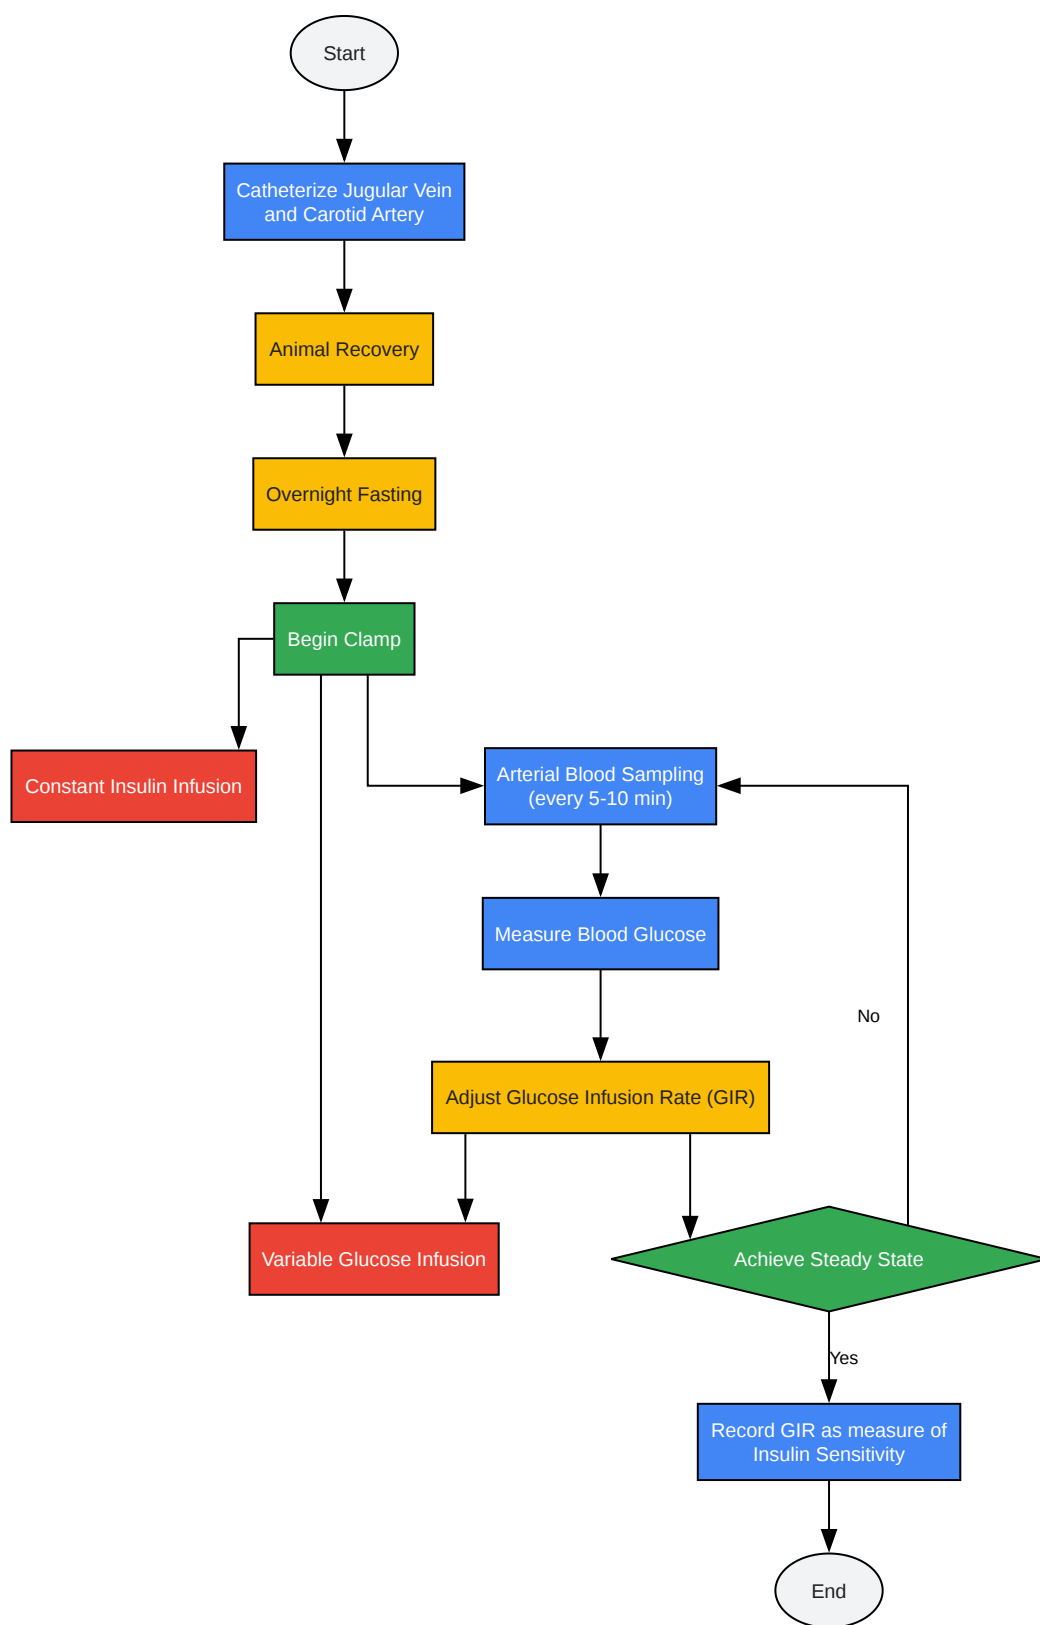 Start
Catheterize Jugular Vein
and Carotid Artery
Animal Recovery
Overnight Fasting
Begin Clamp
Constant Insulin Infusion
Arterial Blood Sampling
(every 5-10 min)
Measure Blood Glucose
No
Adjust Glucose Infusion Rate (GIR)
Variable Glucose Infusion
Achieve Steady State
Yes
Record GIR as measure of
Insulin Sensitivity
End